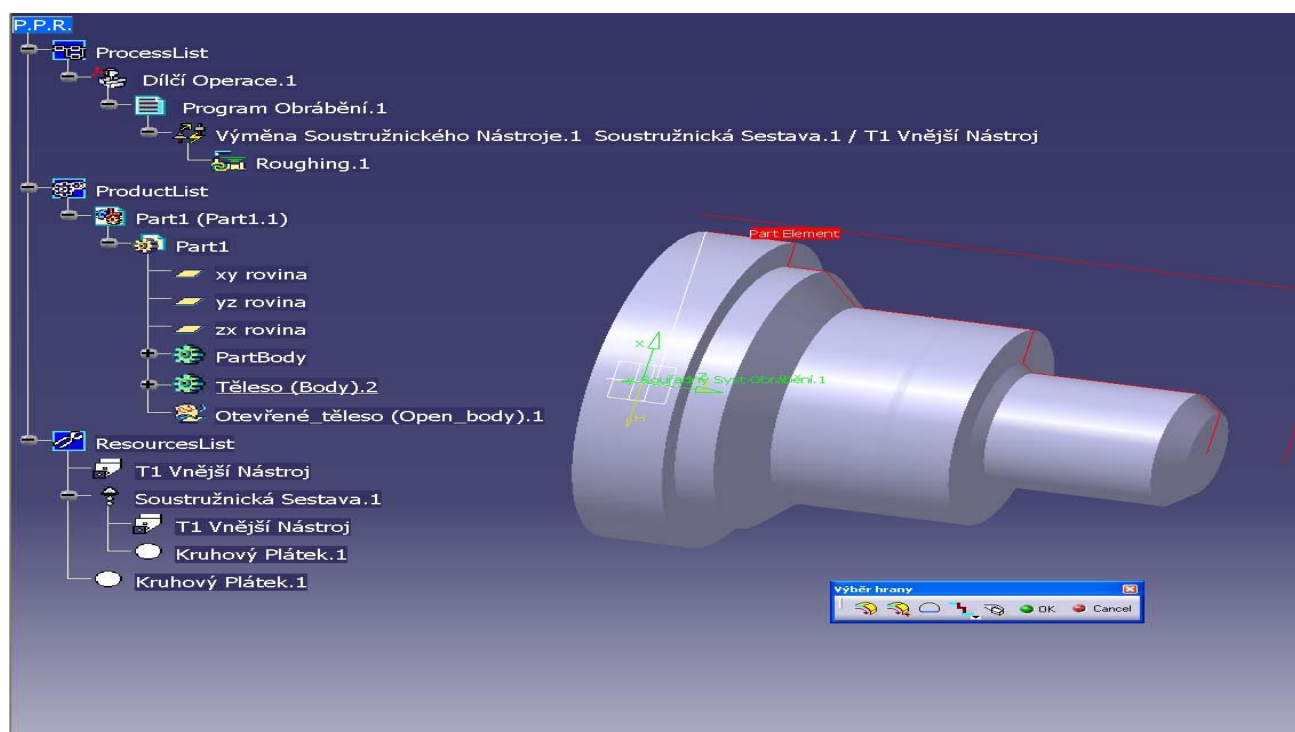 P.P.R.
ProcessList
Dílčí Operace.1
Program Obrábění.1
Výměna Soustružnického Nástroje.1 Soustružnická Sestava.1 / T1 Vnější Nástroj
Roughing.1
ProductList
Part1 (Part1.1)
Part1
xy rovina
yz rovina
zx rovina
PartBody
Těleso (Body).2
Otevřené_těleso (Open_body).1
ResourcesList
T1 Vnější Nástroj
Soustružnická Sestava.1
T1 Vnější Nástroj
Kruhový Plátek.1
Kruhový Plátek.1
Part Element
X
Z
Souřadný Syst Obrábění.1
Výběr hrany
OK
Cancel